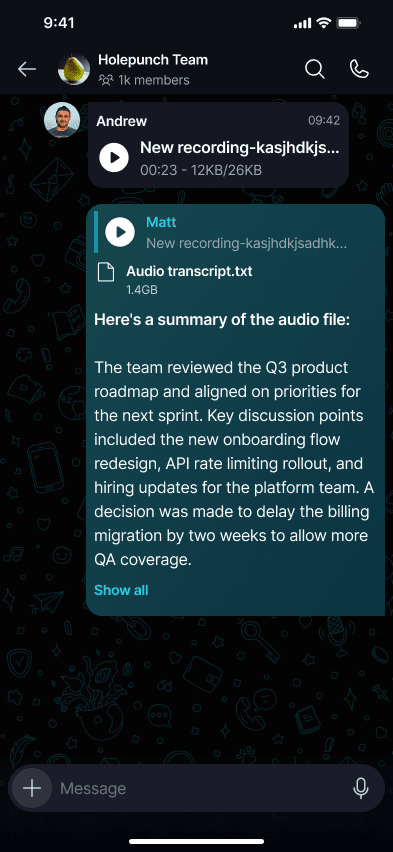 9:41
Holepunch Team
1k members
Andrew
09:42
New recording-kasjhdkjs...
00:23 - 12KB/26KB
Matt
New recording-kasjhdkjsadhk...
Audio transcript.txt
1.4GB
Here's a summary of the audio file:
The team reviewed the Q3 product
roadmap and aligned on priorities for
the next sprint. Key discussion points
included the new onboarding flow
redesign, API rate limiting rollout, and
hiring updates for the platform team. A
decision was made to delay the billing
migration by two weeks to allow more
QA coverage.
Show all
Message